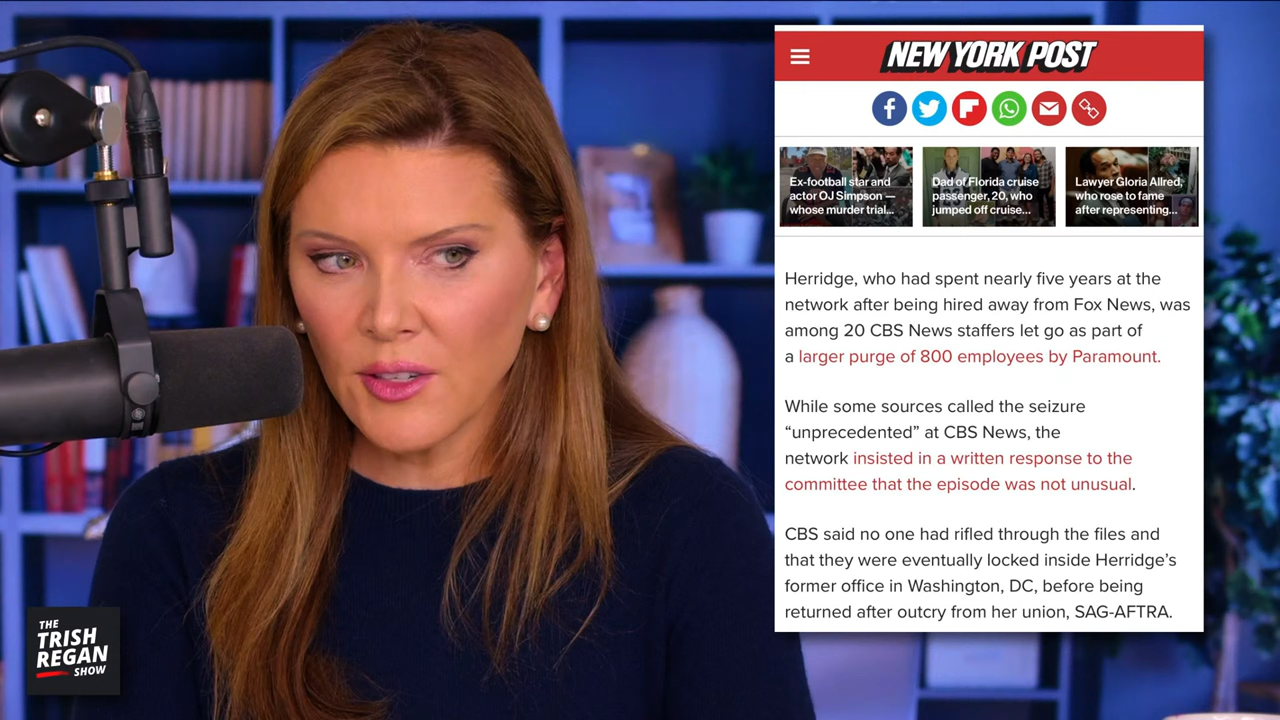 NEW YORK POST
Ex-football star and
actor OJ Simpson —
whose murder trial...
Dad of Florida cruise
passenger, 20, who
jumped off cruise...
Lawyer Gloria Allred,
who rose to fame
after representing...
Herridge, who had spent nearly five years at the
network after being hired away from Fox News, was
among 20 CBS News staffers let go as part of
a larger purge of 800 employees by Paramount.
While some sources called the seizure
“unprecedented” at CBS News, the
network insisted in a written response to the
committee that the episode was not unusual.
CBS said no one had rifled through the files and
that they were eventually locked inside Herridge’s
former office in Washington, DC, before being
returned after outcry from her union, SAG-AFTRA.
THE
TRISH
REGAN
SHOW